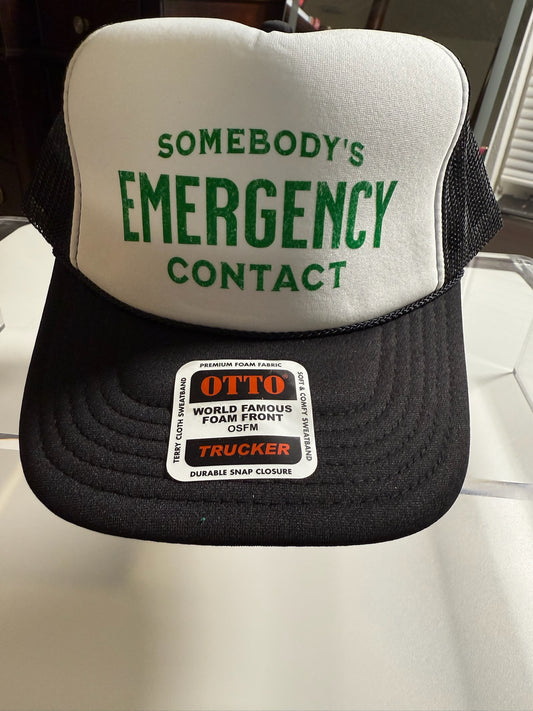 SOMEBODY'S
EMERGENCY
CONTACT
PREMIUM FOAM FABRIC
TERRY CLOTH SWEATBAND
OTTO
WORLD FAMOUS
FOAM FRONT
OSFM
TRUCKER
SOFT & COMFY SWEATBAND
DURABLE SNAP CLOSURE